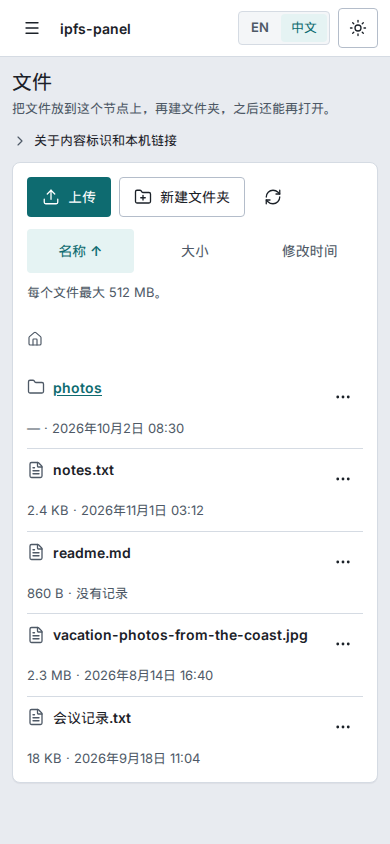 ipfs-panel
EN 中文
文件
把文件放到这个节点上，再建文件夹，之后还能再打开。
关于内容标识和本机链接
上传 新建文件夹
名称 ↑ 大小 修改时间
每个文件最大 512 MB。
photos
— · 2026年10月2日 08:30
notes.txt
2.4 KB · 2026年11月1日 03:12
readme.md
860 B · 没有记录
vacation-photos-from-the-coast.jpg
2.3 MB · 2026年8月14日 16:40
会议记录.txt
18 KB · 2026年9月18日 11:04